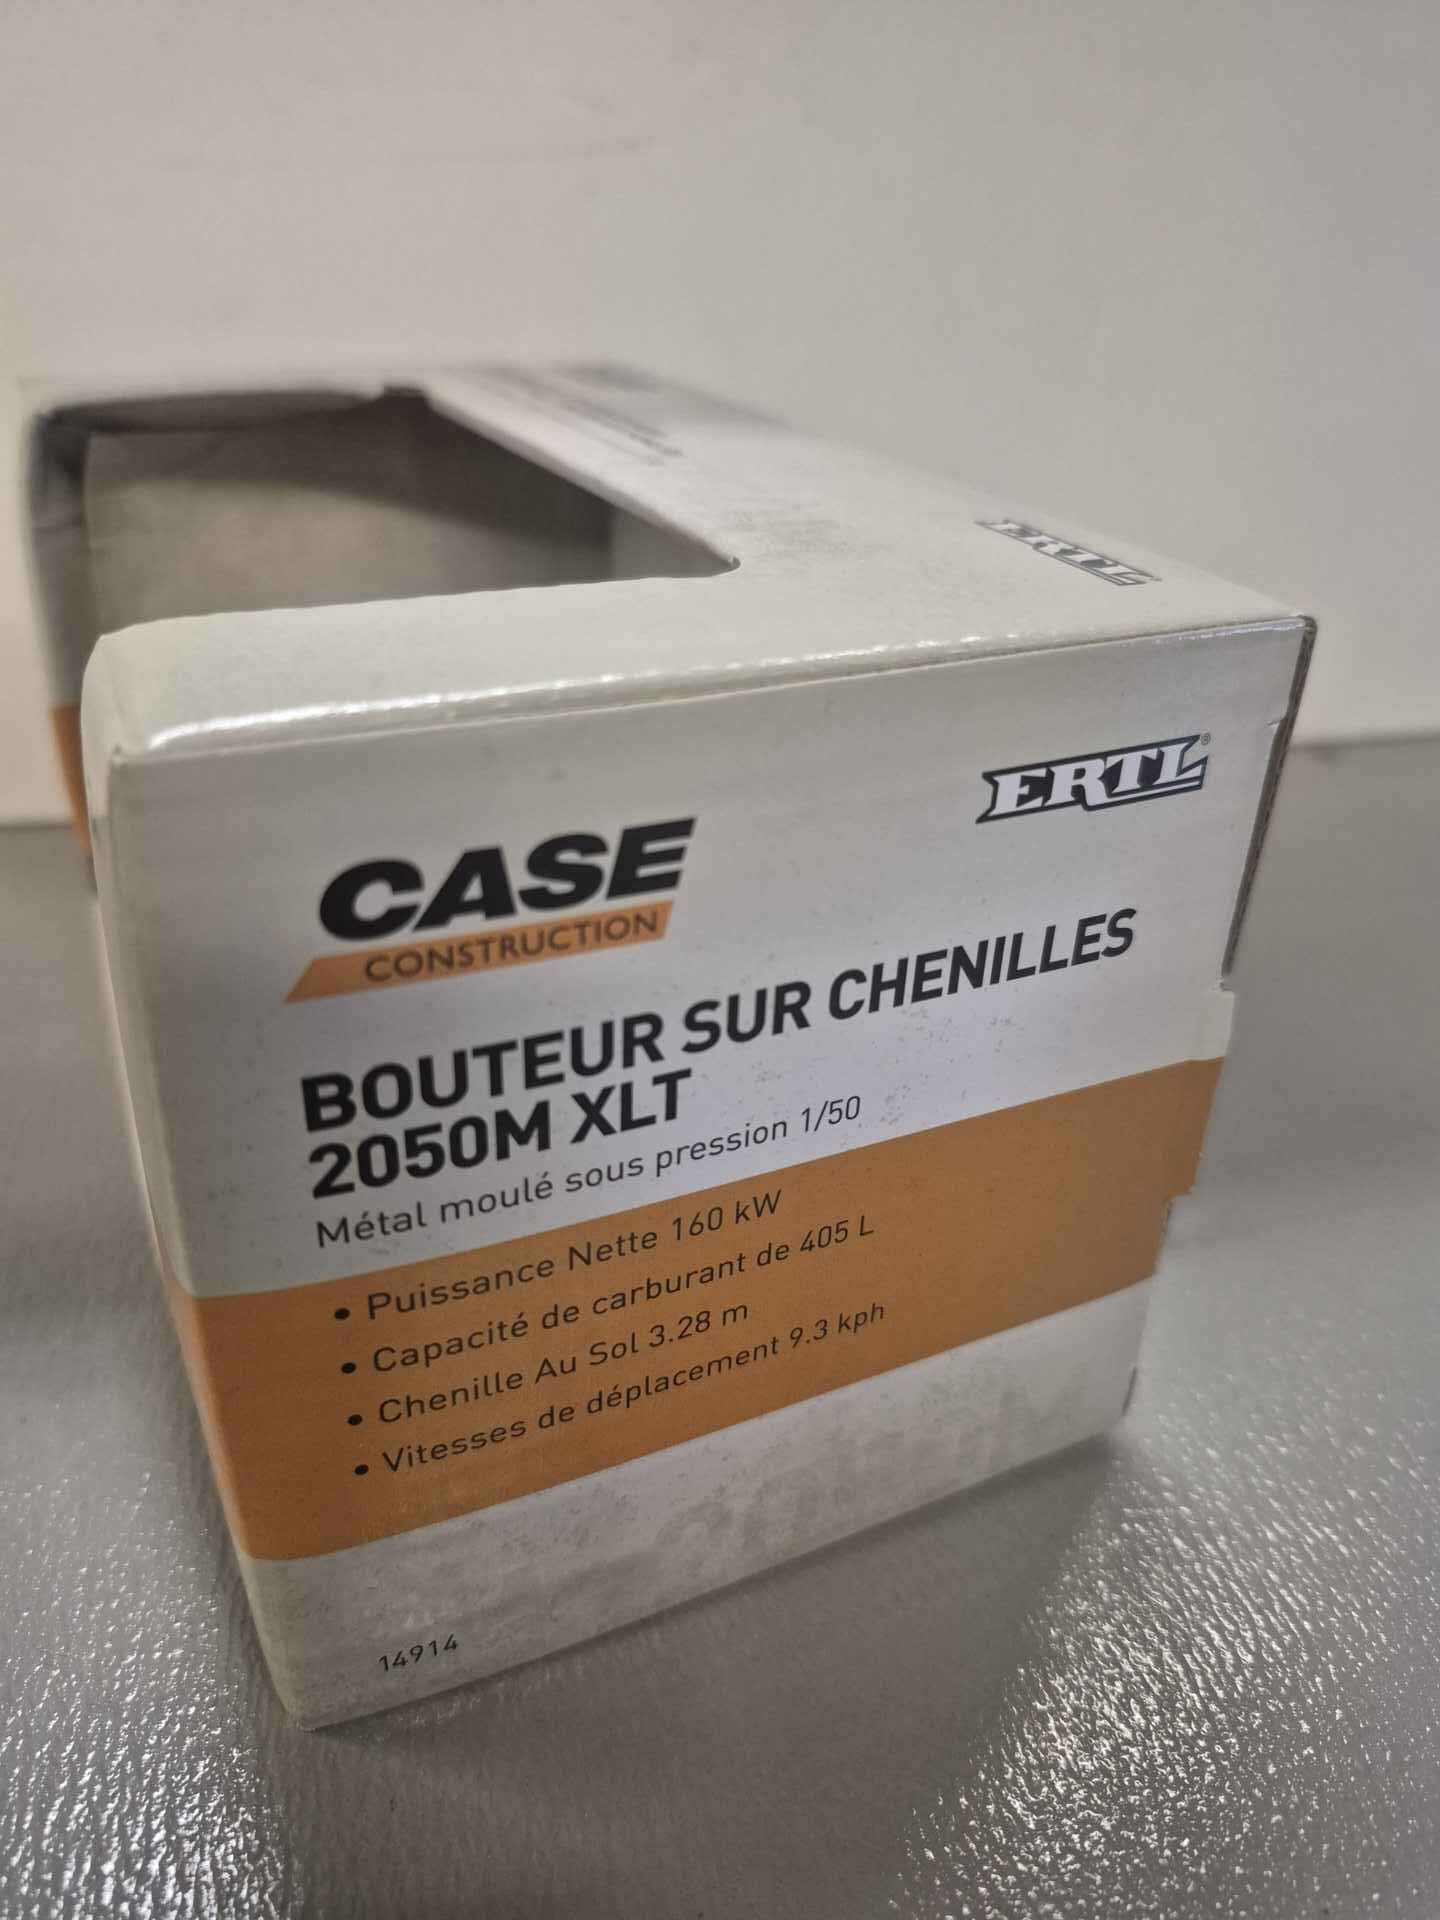 ERTL
ERTL®
CASE
CONSTRUCTION
BOUTEUR SUR CHENILLES
2050M XLT
Métal moulé sous pression 1/50
• Puissance Nette 160 kW
• Capacité de carburant de 405 L
• Chenille Au Sol 3.28 m
• Vitesses de déplacement 9.3 kph
14914